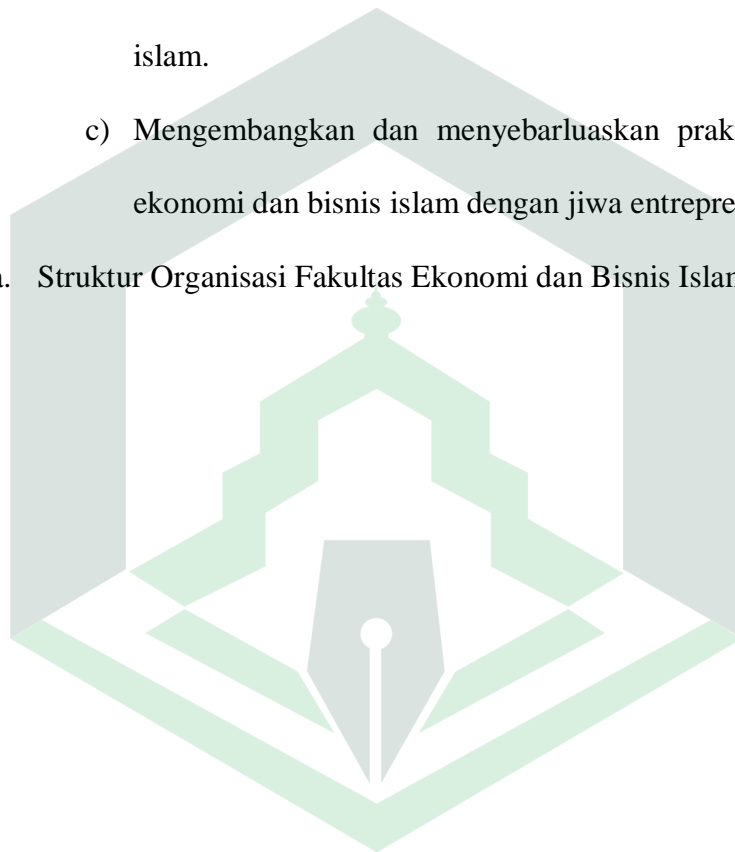 islam.
c) Mengembangkan dan menyebarluaskan prak
ekonomi dan bisnis islam dengan jiwa entrepre
a. Struktur Organisasi Fakultas Ekonomi dan Bisnis Islam